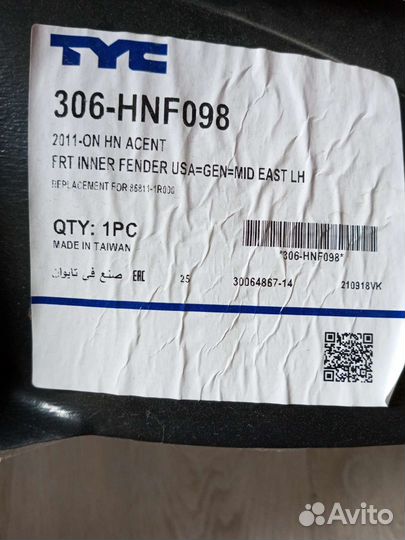 TYC
306-HNF098
2011-ON HN ACENT
FRT INNER FENDER USA=GEN=MID EAST LH
REPLACEMENT FOR 86811-1R000
QTY: 1PC
MADE IN TAIWAN
*306-HNF098*
صنع في تايوان EAC 25 30064867-14 210918VK
Avito